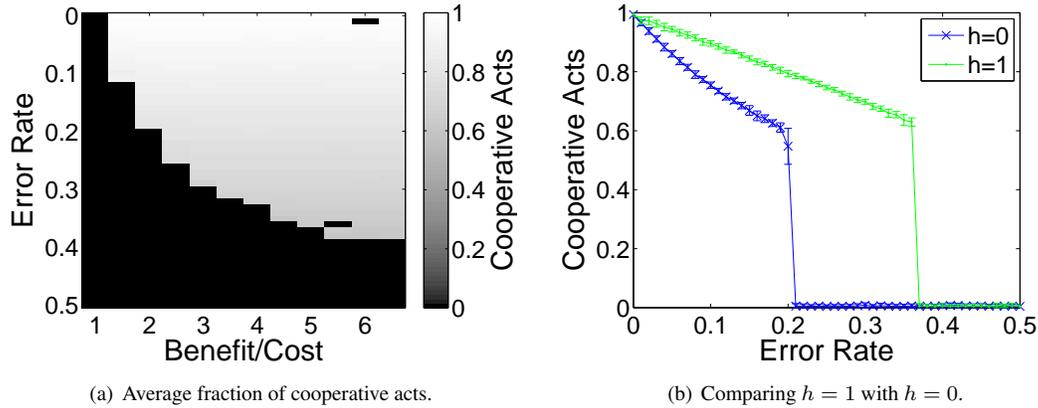 0
0.1
0.2
0.3
0.4
0.5
Error Rate
1 2 3 4 5 6
Benefit/Cost
1
0.8
0.6
0.4
0.2
0
Cooperative Acts
(a) Average fraction of cooperative acts.
1
0.8
0.6
0.4
0.2
0
Cooperative Acts
h=0
h=1
0 0.1 0.2 0.3 0.4 0.5
Error Rate
(b) Comparing h = 1 with h = 0.